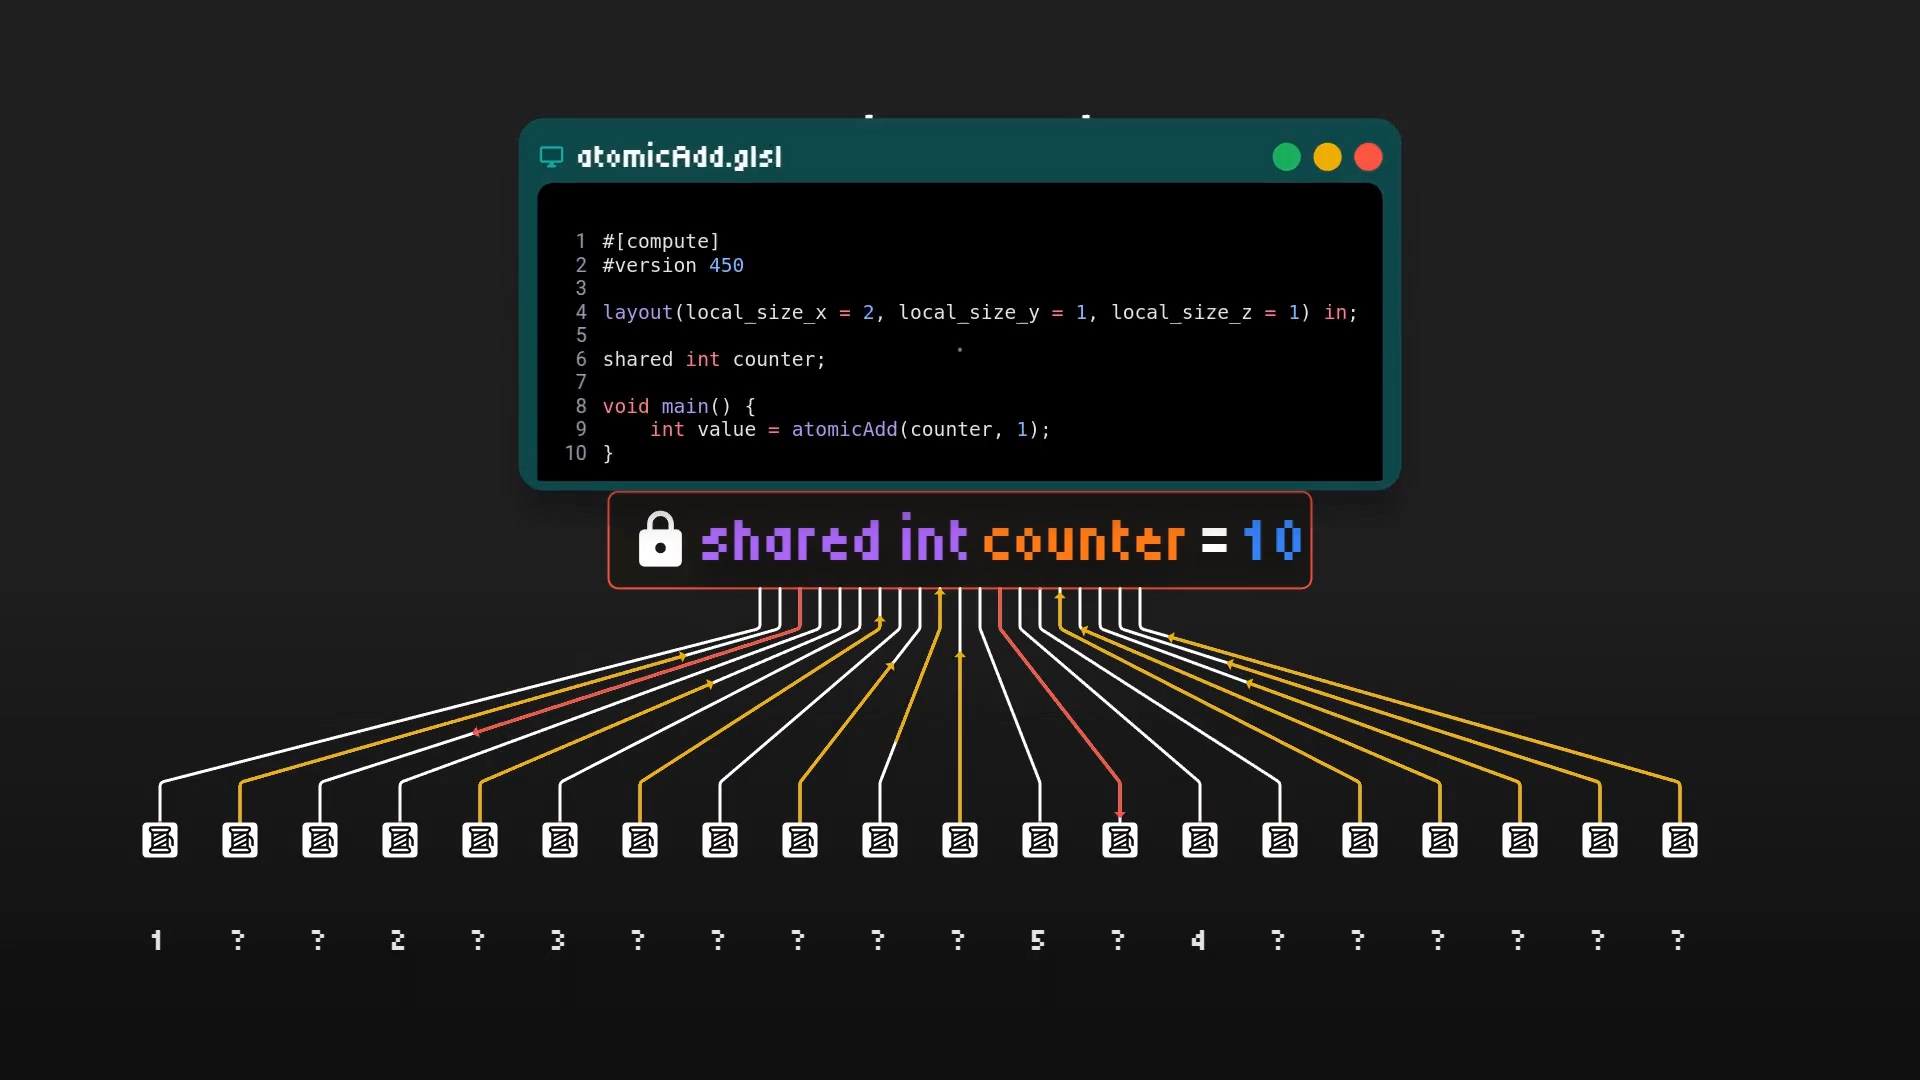 atomicAdd.glsl
1 #[compute]
2 #version 450
3
4 layout(local_size_x = 2, local_size_y = 1, local_size_z = 1) in;
5
6 shared int counter;
7
8 void main() {
9     int value = atomicAdd(counter, 1);
10 }
shared int counter = 10
1 ? ? 2 ? 3 ? ? ? ? ? 5 ? 4 ? ? ? ? ? ?